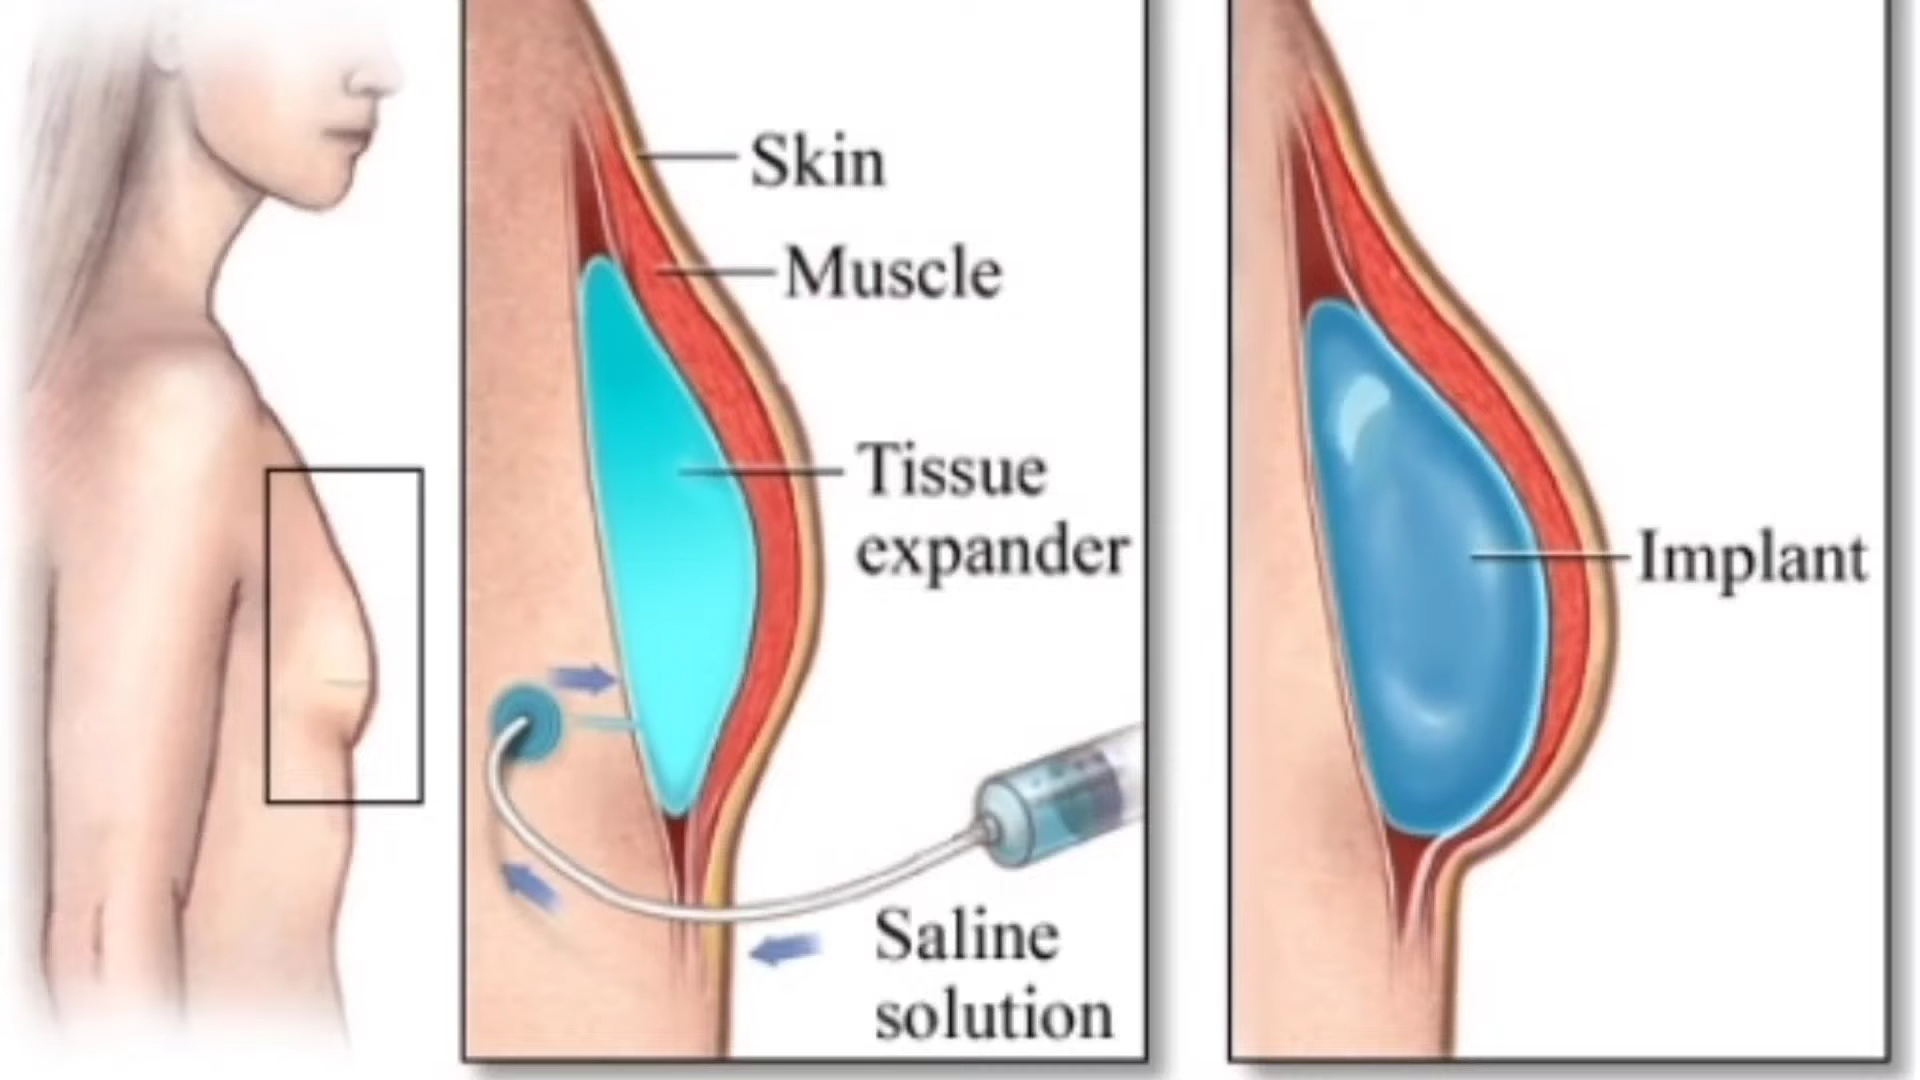 Skin
Muscle
Tissue
expander
Saline
solution
Implant